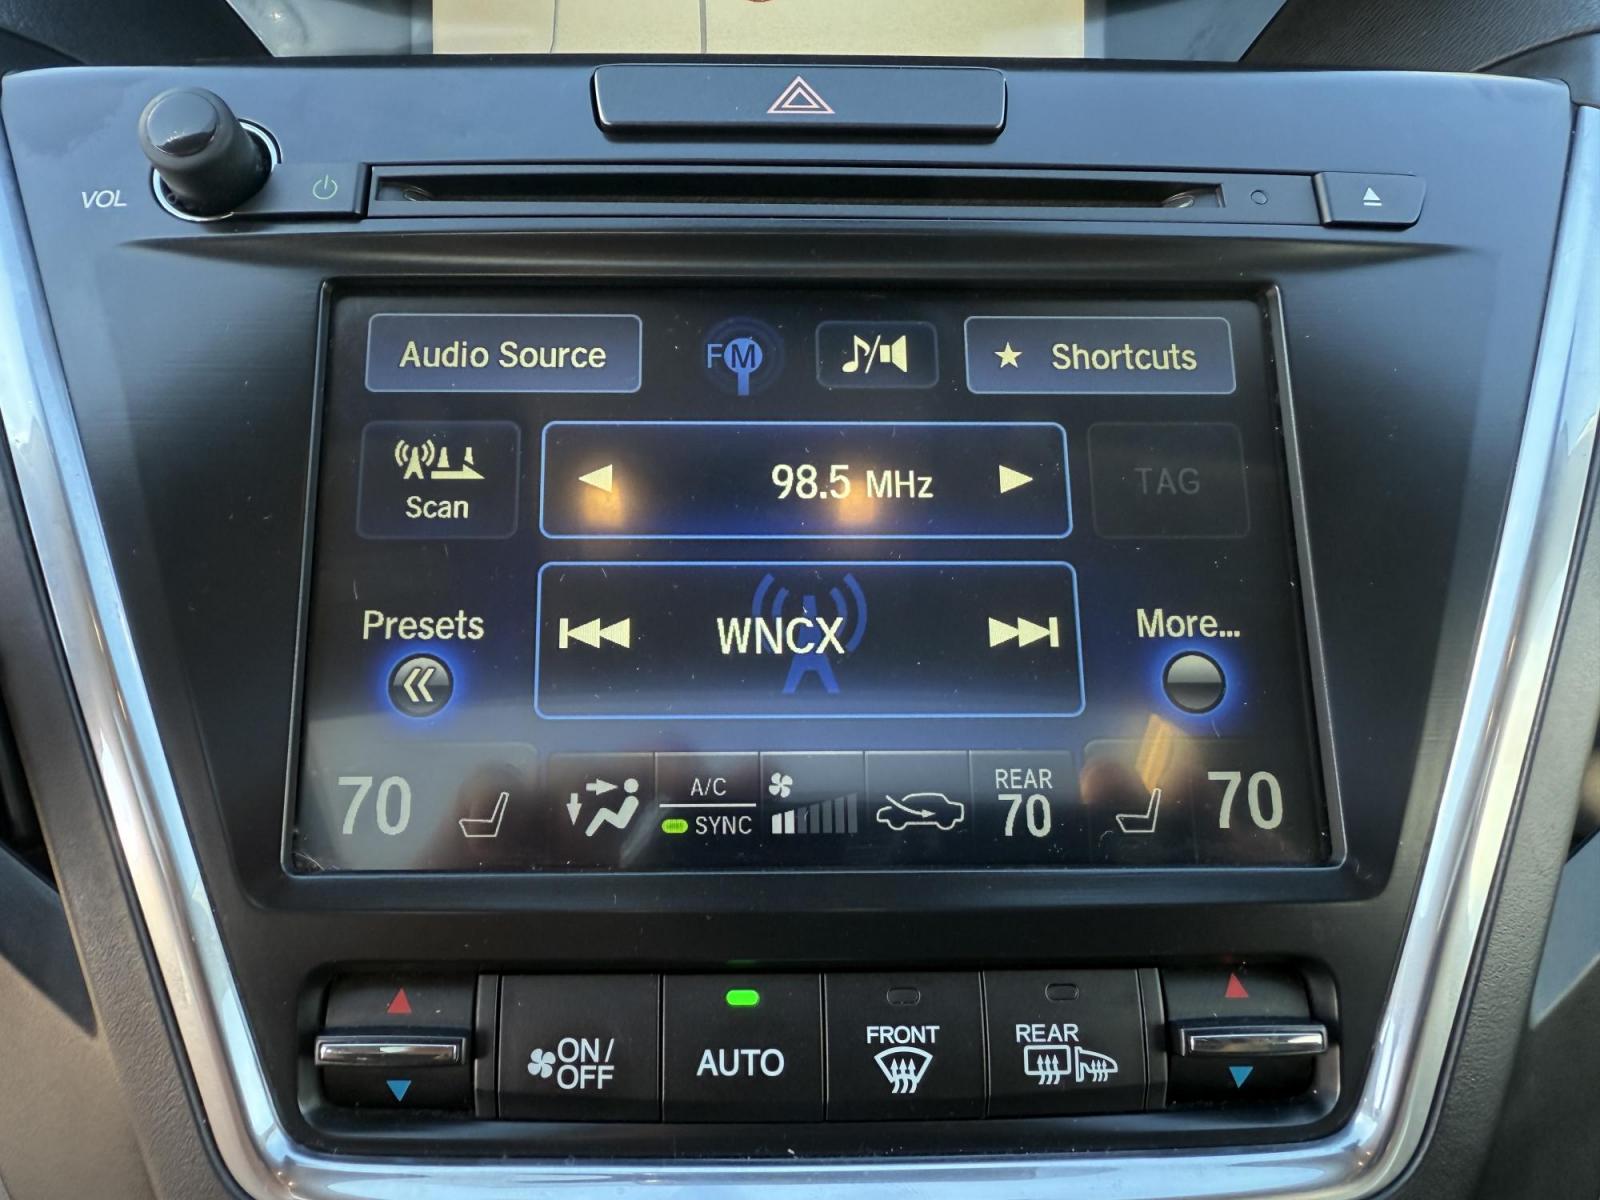 VOL
Audio Source
FM
Shortcuts
Scan
98.5 MHz
TAG
Presets
WNCX
More...
70
A/C
SYNC
REAR
70
70
ON/
OFF
AUTO
FRONT
REAR